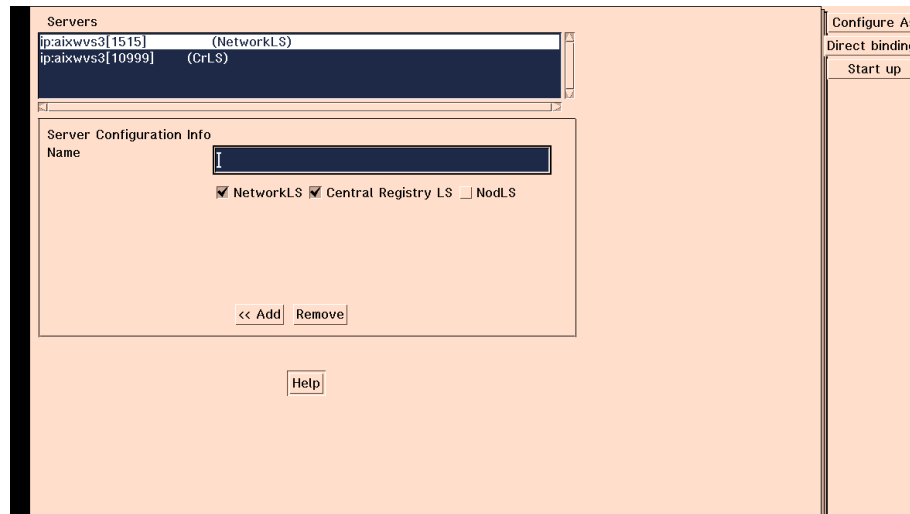 Servers
ip:aixwvs3[1515] (NetworkLS)
ip:aixwvs3[10999] (CrLS)
Server Configuration Info
Name
NetworkLS Central Registry LS NodLS
<< Add Remove
Help
Configure A
Direct bindin
Start up